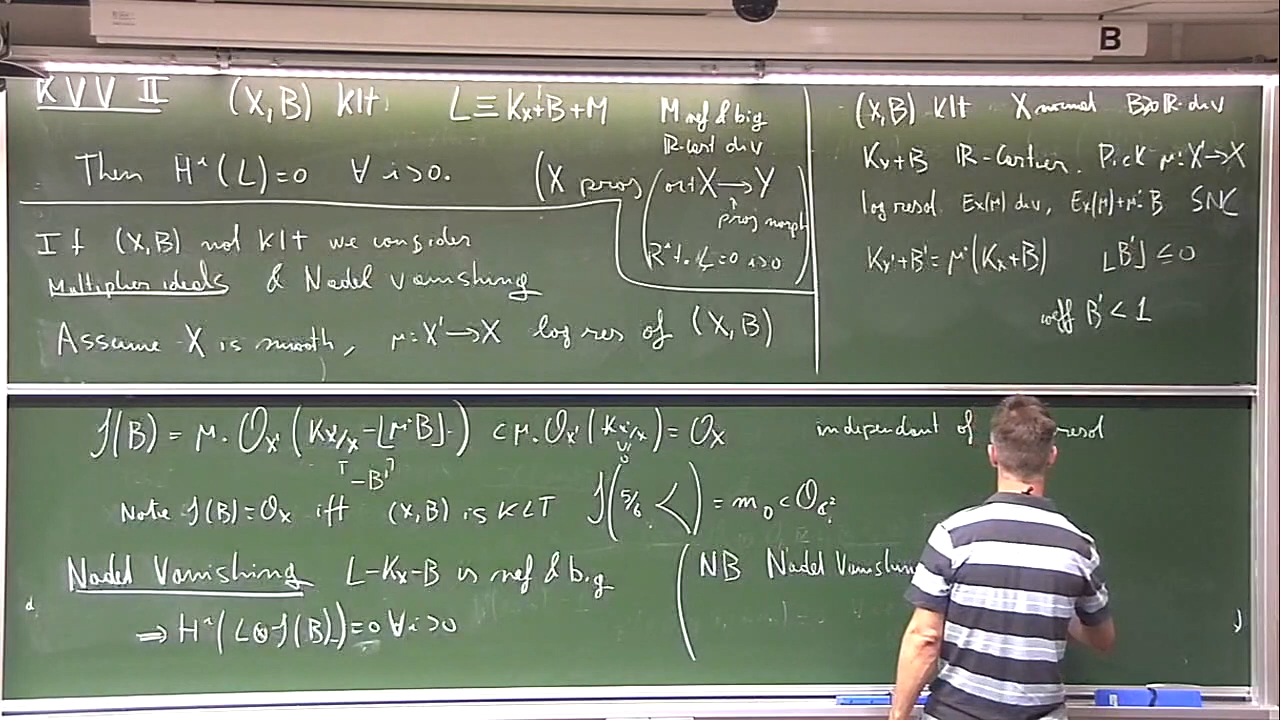 B
KVV II (X,B) klt L≡K_X+B+M M nef & big
R-Cart div
Then H^i(L)=0 ∀ i>0. (X proj (or X→Y
↑ proj morph
R^i f_* L=0 i>0)
If (X,B) not klt we consider
Multiplier ideals & Nadel vanishing
Assume X is smooth, μ: X'→X log res of (X,B)
(X,B) klt X normal B≥0 R-div
K_X+B R-Cartier. Pick μ: X'→X
log resol Ex(μ) div, Ex(μ)+μ^*B SNC
K_X'+B'=μ^*(K_X+B) ⌊B'⌋ ≤0
coeff B' < 1
J(B) = μ_* O_X'(K_X'/X-⌊μ^*B⌋) ⊂ μ_* O_X'(K_X'/X) = O_X independent of resol
⌈-B'⌉
Note J(B)=O_X iff (X,B) is KLT J(5/6 ≺) = m_0 ⊂ O_C²
Nadel Vanishing L-K_X-B is nef & big
⇒ H^i(L⊗J(B))=0 ∀ i>0
(NB Nadel Vanishin